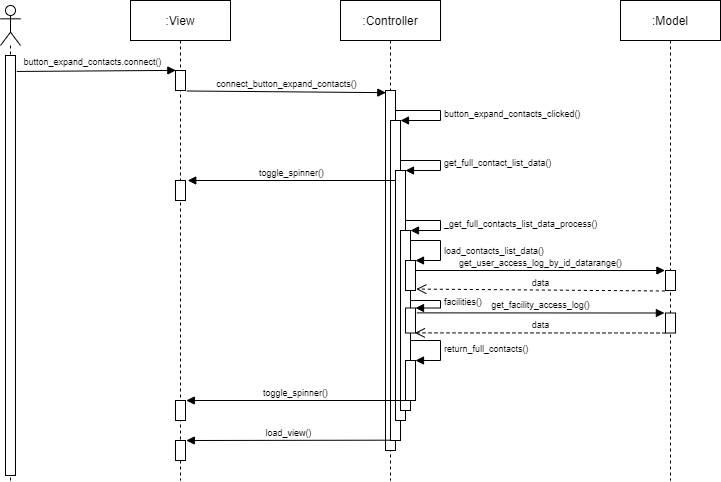 :View
:Controller
:Model
button_expand_contacts.connect()
connect_button_expand_contacts()
button_expand_contacts_clicked()
get_full_contact_list_data()
toggle_spinner()
_get_full_contacts_list_data_process()
load_contacts_list_data()
get_user_access_log_by_id_datarange()
data
facilities()
get_facility_access_log()
data
return_full_contacts()
toggle_spinner()
load_view()